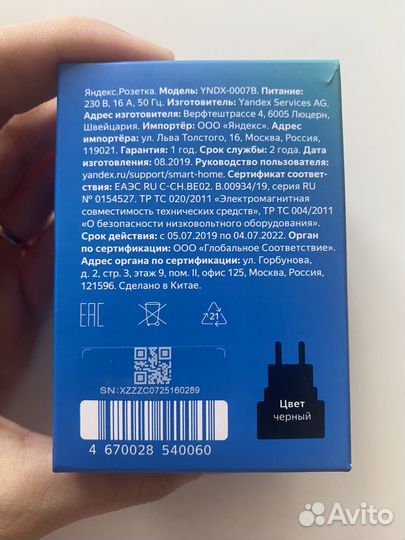 Яндекс.Розетка. Модель: YNDX-0007B. Питание:
230 В, 16 А, 50 Гц. Изготовитель: Yandex Services AG.
Адрес изготовителя: Верфтештрассе 4, 6005 Люцерн,
Швейцария. Импортёр: ООО «Яндекс». Адрес
импортёра: ул. Льва Толстого, 16, Москва, Россия,
119021. Гарантия: 1 год. Срок службы: 2 года. Дата
изготовления: 08.2019. Руководство пользователя:
yandex.ru/support/smart-home. Сертификат соответ-
ствия: ЕАЭС RU C-CH.BE02. B.00934/19, серия RU
№ 0154527. ТР ТС 020/2011 «Электромагнитная
совместимость технических средств», ТР ТС 004/2011
«О безопасности низковольтного оборудования».
Срок действия: с 05.07.2019 по 04.07.2022. Орган
по сертификации: ООО «Глобальное Соответствие».
Адрес органа по сертификации: ул. Горбунова,
д. 2, стр. 3, этаж 9, пом. II, офис 125, Москва, Россия,
121596. Сделано в Китае.
EAC
21
SN:XZZZC0725160289
4 670028 540060
Цвет
черный
Avito